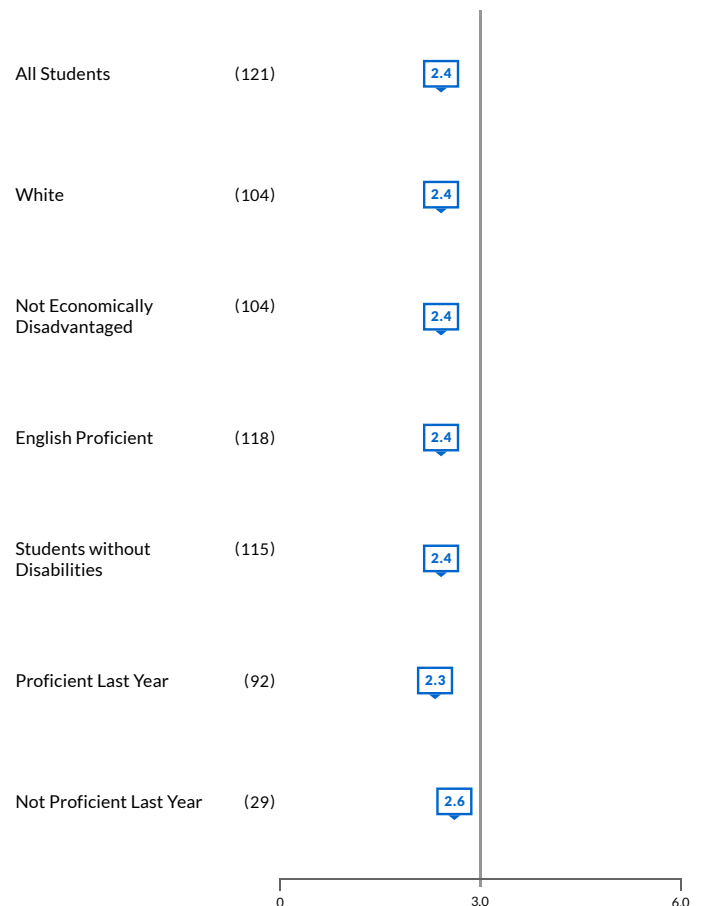 All Students (121) 2.4
White (104) 2.4
Not Economically (104)
Disadvantaged 2.4
English Proficient (118) 2.4
Students without (115)
Disabilities 2.4
Proficient Last Year (92) 2.3
Not Proficient Last Year (29) 2.6
0 3.0 6.0